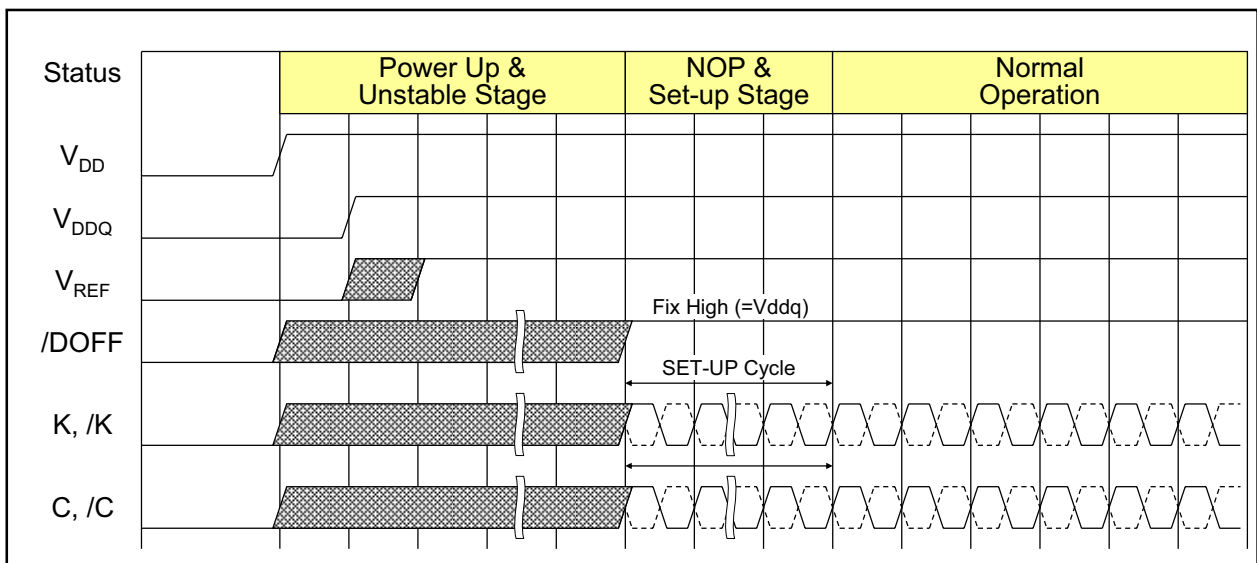 Status
Power Up &
Unstable Stage
NOP &
Set-up Stage
Normal
Operation
VDD
VDDQ
VREF
/DOFF
Fix High (=Vddq)
SET-UP Cycle
K, /K
C, /C